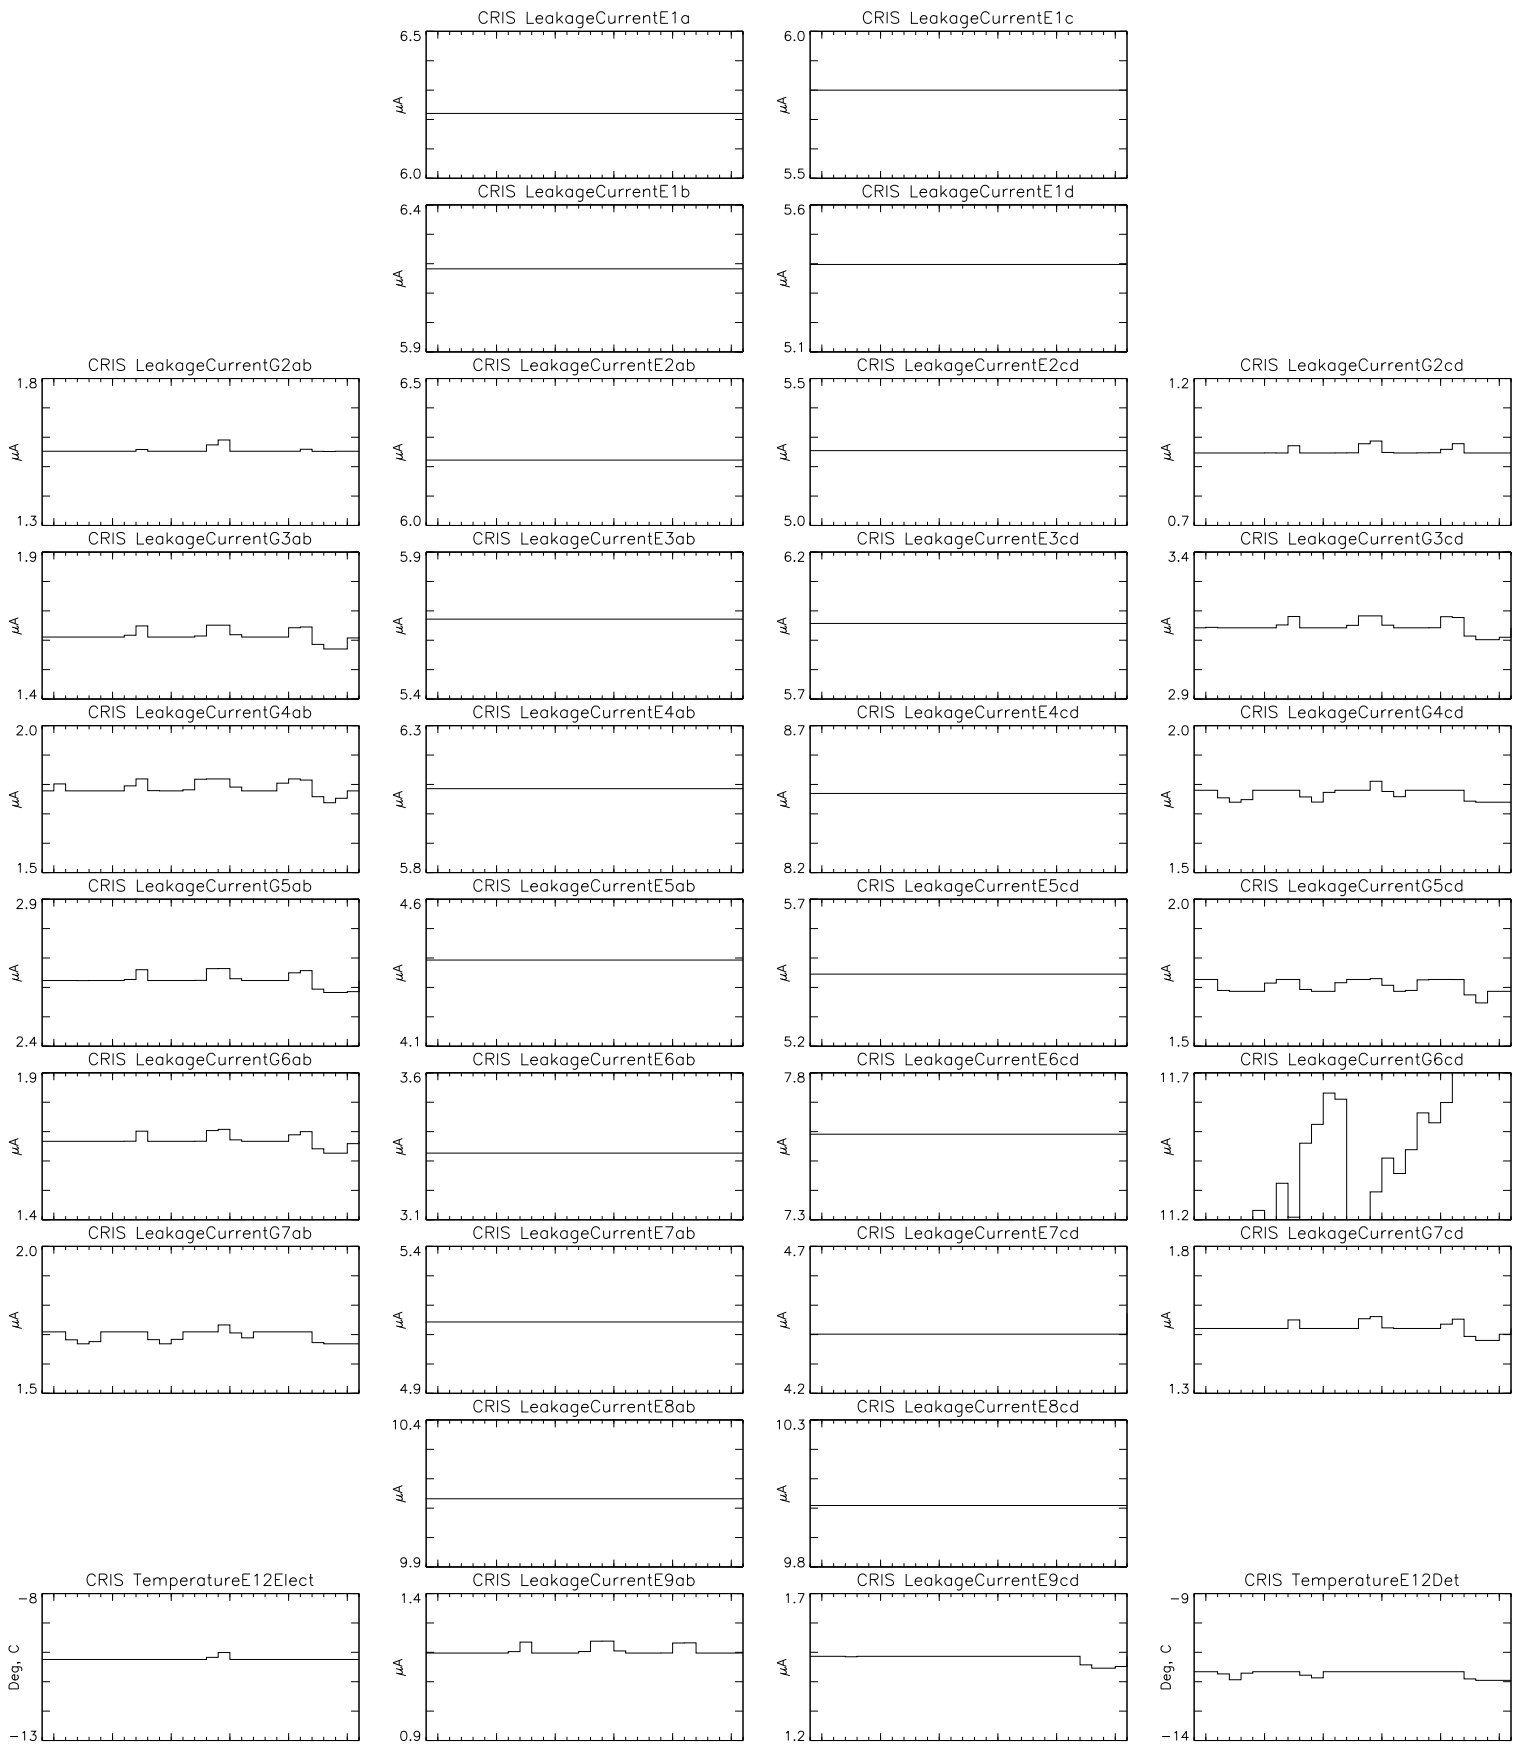 CRIS LeakageCurrentE1a
6.5
μA
6.0
CRIS LeakageCurrentE1c
6.0
μA
5.5
CRIS LeakageCurrentE1b
6.4
μA
5.9
CRIS LeakageCurrentE1d
5.6
μA
5.1
CRIS LeakageCurrentG2ab
1.8
μA
1.3
CRIS LeakageCurrentE2ab
6.5
μA
6.0
CRIS LeakageCurrentE2cd
5.5
μA
5.0
CRIS LeakageCurrentG2cd
1.2
μA
0.7
CRIS LeakageCurrentG3ab
1.9
μA
1.4
CRIS LeakageCurrentE3ab
5.9
μA
5.4
CRIS LeakageCurrentE3cd
6.2
μA
5.7
CRIS LeakageCurrentG3cd
3.4
μA
2.9
CRIS LeakageCurrentG4ab
2.0
μA
1.5
CRIS LeakageCurrentE4ab
6.3
μA
5.8
CRIS LeakageCurrentE4cd
8.7
μA
8.2
CRIS LeakageCurrentG4cd
2.0
μA
1.5
CRIS LeakageCurrentG5ab
2.9
μA
2.4
CRIS LeakageCurrentE5ab
4.6
μA
4.1
CRIS LeakageCurrentE5cd
5.7
μA
5.2
CRIS LeakageCurrentG5cd
2.0
μA
1.5
CRIS LeakageCurrentG6ab
1.9
μA
1.4
CRIS LeakageCurrentE6ab
3.6
μA
3.1
CRIS LeakageCurrentE6cd
7.8
μA
7.3
CRIS LeakageCurrentG6cd
11.7
μA
11.2
CRIS LeakageCurrentG7ab
2.0
μA
1.5
CRIS LeakageCurrentE7ab
5.4
μA
4.9
CRIS LeakageCurrentE7cd
4.7
μA
4.2
CRIS LeakageCurrentG7cd
1.8
μA
1.3
CRIS LeakageCurrentE8ab
10.4
μA
9.9
CRIS LeakageCurrentE8cd
10.3
μA
9.8
CRIS TemperatureE12Elect
-8
Deg, C
-13
CRIS LeakageCurrentE9ab
1.4
μA
0.9
CRIS LeakageCurrentE9cd
1.7
μA
1.2
CRIS TemperatureE12Det
-9
Deg, C
-14